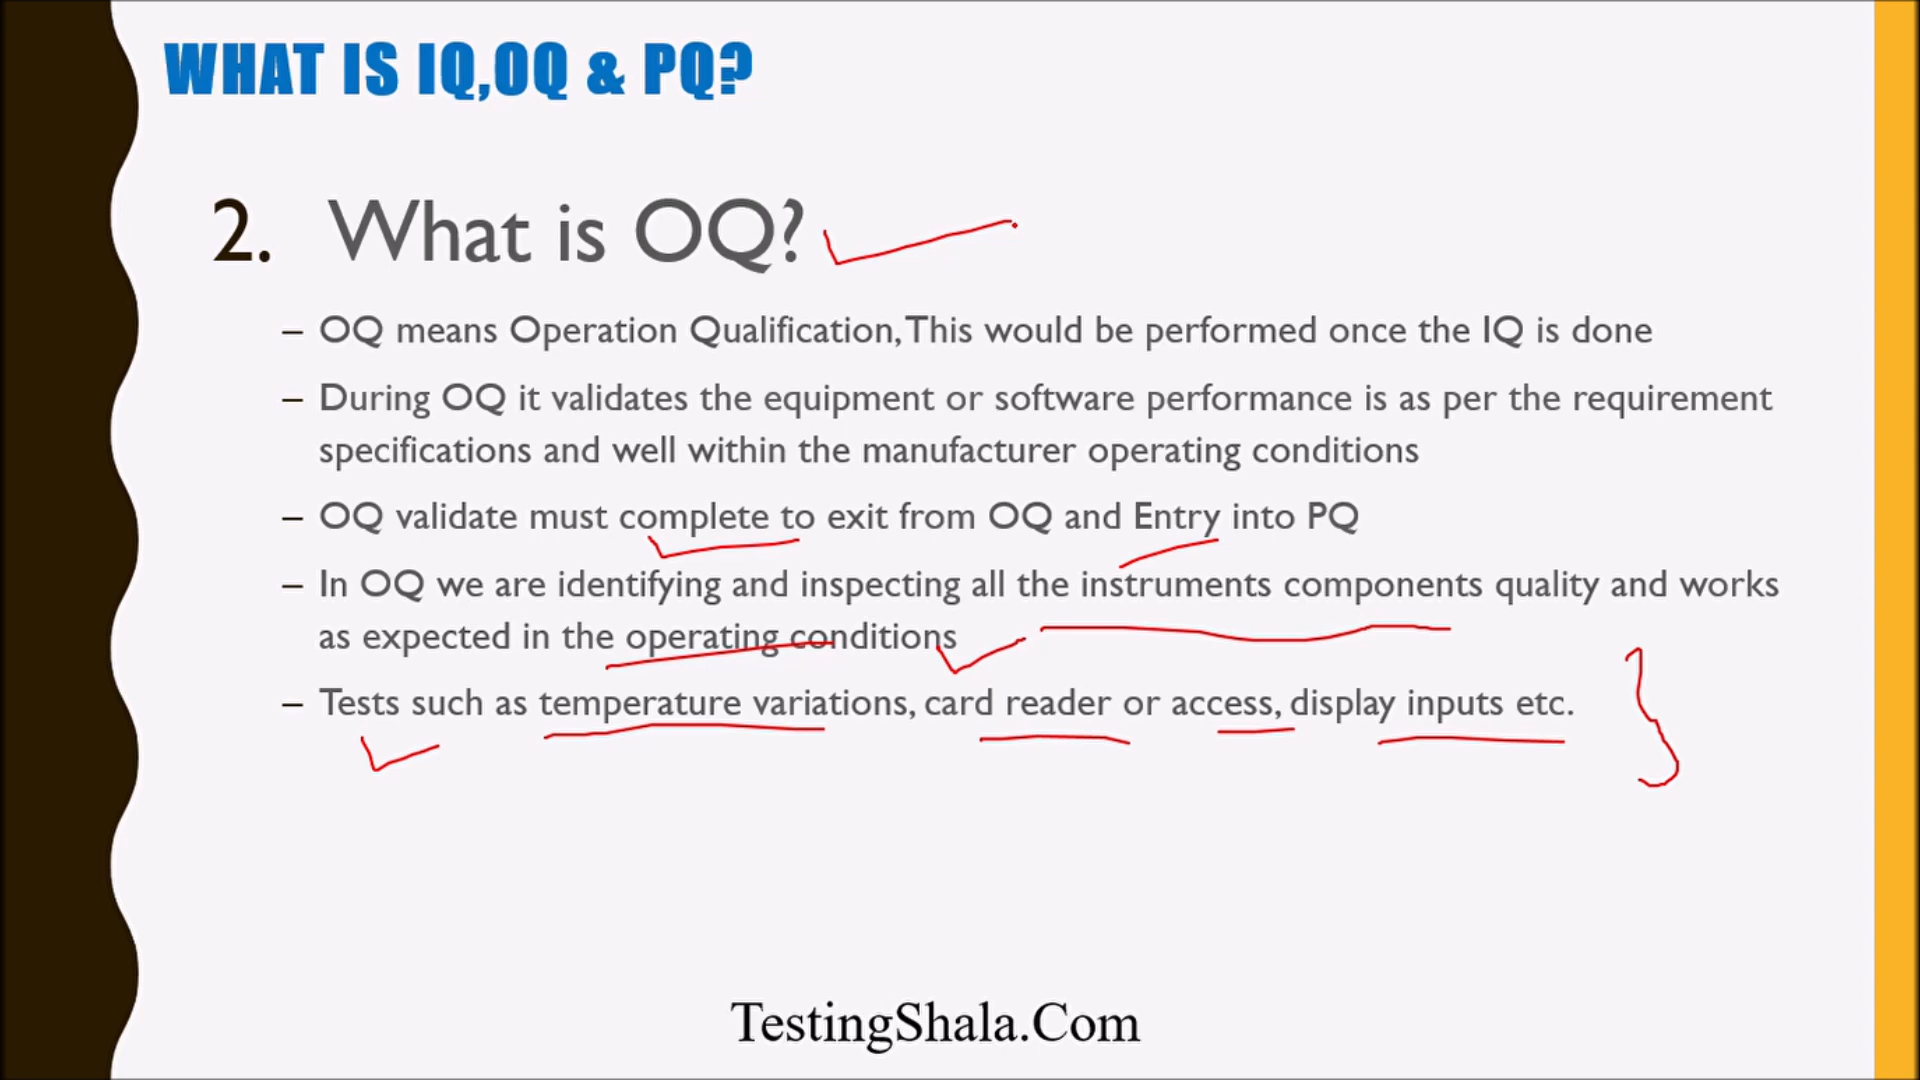 WHAT IS IQ,OQ & PQ?
2. What is OQ?
– OQ means Operation Qualification, This would be performed once the IQ is done
– During OQ it validates the equipment or software performance is as per the requirement
specifications and well within the manufacturer operating conditions
– OQ validate must complete to exit from OQ and Entry into PQ
– In OQ we are identifying and inspecting all the instruments components quality and works
as expected in the operating conditions
– Tests such as temperature variations, card reader or access, display inputs etc.
TestingShala.Com